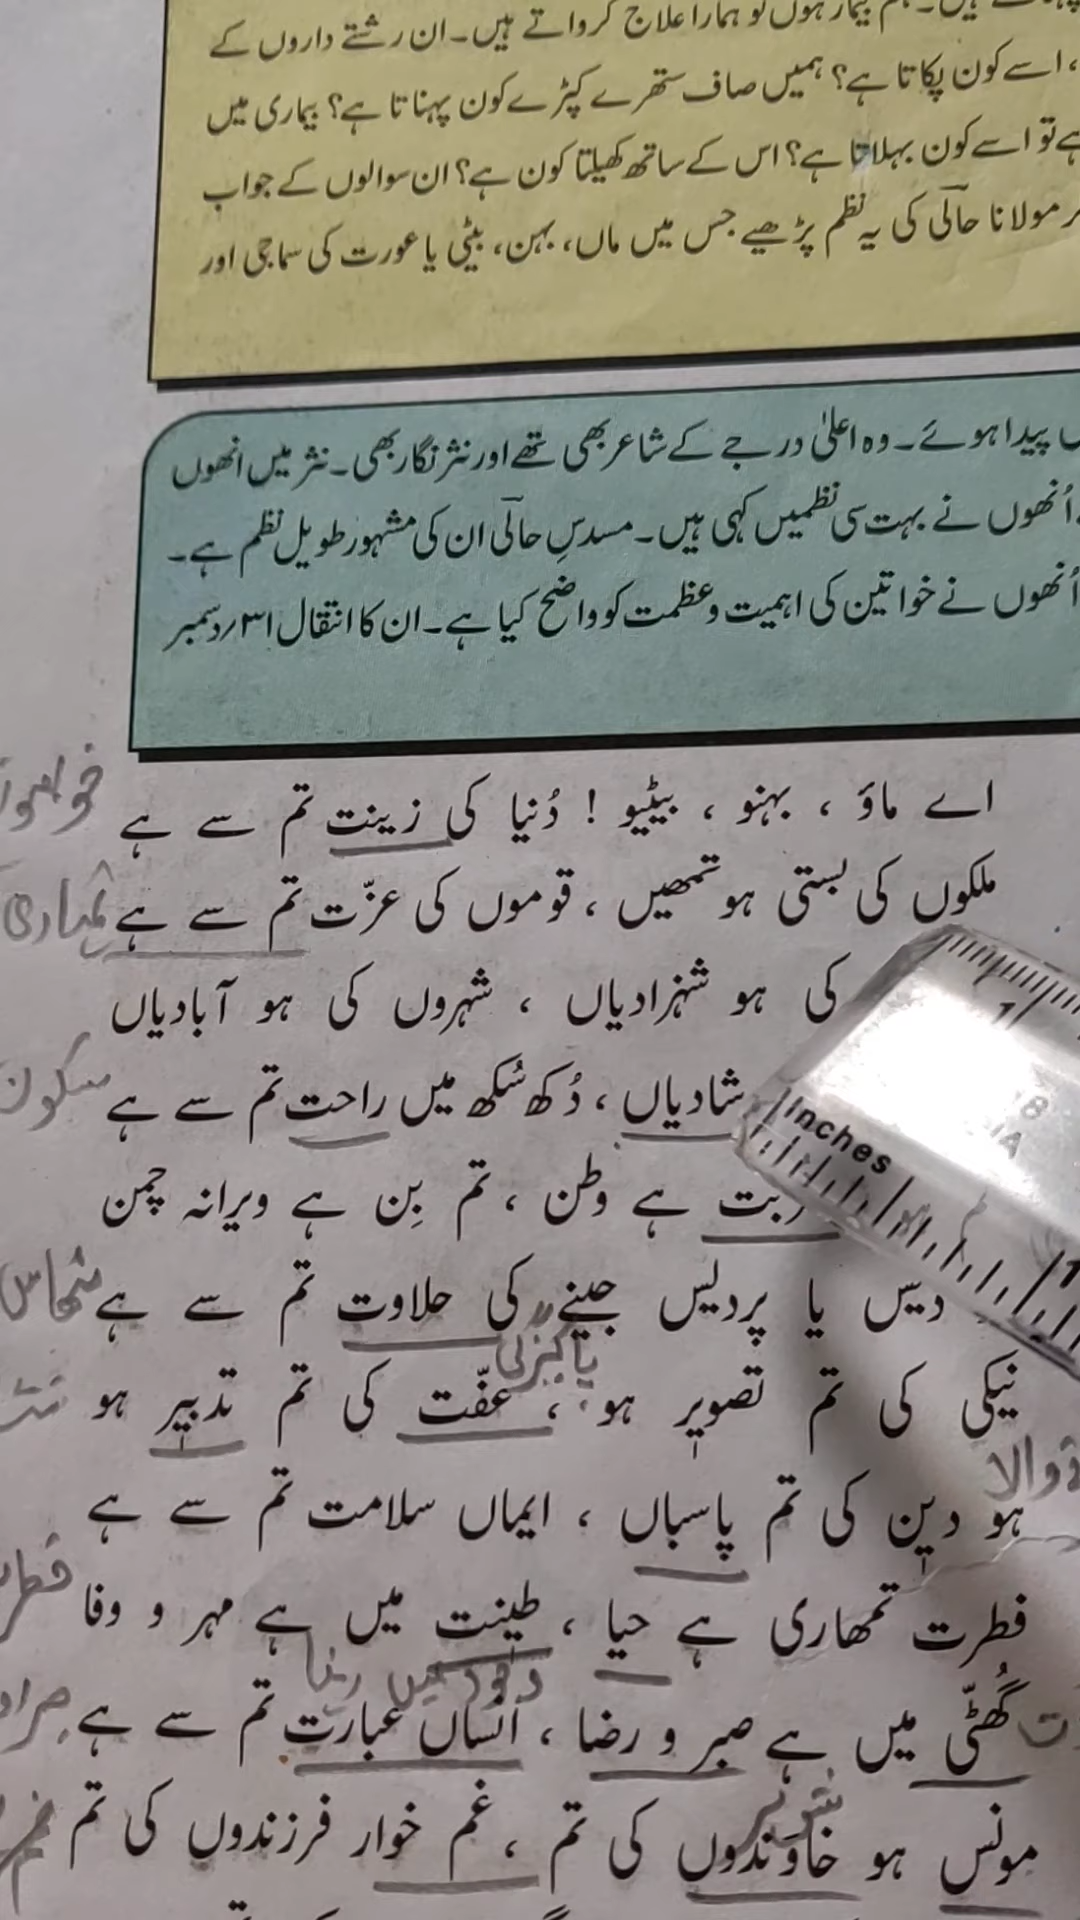 ہم بیمار ہوں تو ہمارا علاج کرواتے ہیں۔ ان رشتے داروں کے
، اسے کون پکاتا ہے؟ ہمیں صاف ستھرے کپڑے کون پہناتا ہے؟ بیماری میں
ہے تو اسے کون بہلاتا ہے؟ اس کے ساتھ کھیلتا کون ہے؟ ان سوالوں کے جواب
مولانا حالی کی یہ نظم پڑھیے جس میں ماں، بہن، بیٹی یا عورت کی سماجی اور
پیدا ہوئے۔ وہ اعلیٰ درجے کے شاعر بھی تھے اور نثر نگار بھی۔ نثر میں انھوں
اُنھوں نے بہت سی نظمیں کہی ہیں۔ مسدسِ حالی ان کی مشہور طویل نظم ہے۔
اُنھوں نے خواتین کی اہمیت و عظمت کو واضح کیا ہے۔ ان کا انتقال ۳۱؍دسمبر
اے ماؤ ، بہنو ، بیٹیو ! دُنیا کی زینت تم سے ہے
ملکوں کی بستی ہو تمھیں ، قوموں کی عزّت تم سے ہے
تمہاری
کی ہو شہزادیاں ، شہروں کی ہو آبادیاں
شادیاں ، دُکھ سُکھ میں راحت تم سے ہے
سکون
Inches
ربت ہے وطن ، تم بِن ہے ویرانہ چمن
دیس یا پردیس جینے کی حلاوت تم سے ہے
مٹھاس
پاکیزگی
نیکی کی تم تصویر ہو ، عفّت کی تم تدبیر ہو
والا
ہو دین کی تم پاسباں ، ایماں سلامت تم سے ہے
فطرت تمھاری ہے حیا ، طینت میں ہے مہر و وفا
گھُٹّی میں ہے صبر و رضا ، انساں عبارت تم سے ہے
مونس ہو خاوندوں کی تم ، غم خوار فرزندوں کی تم